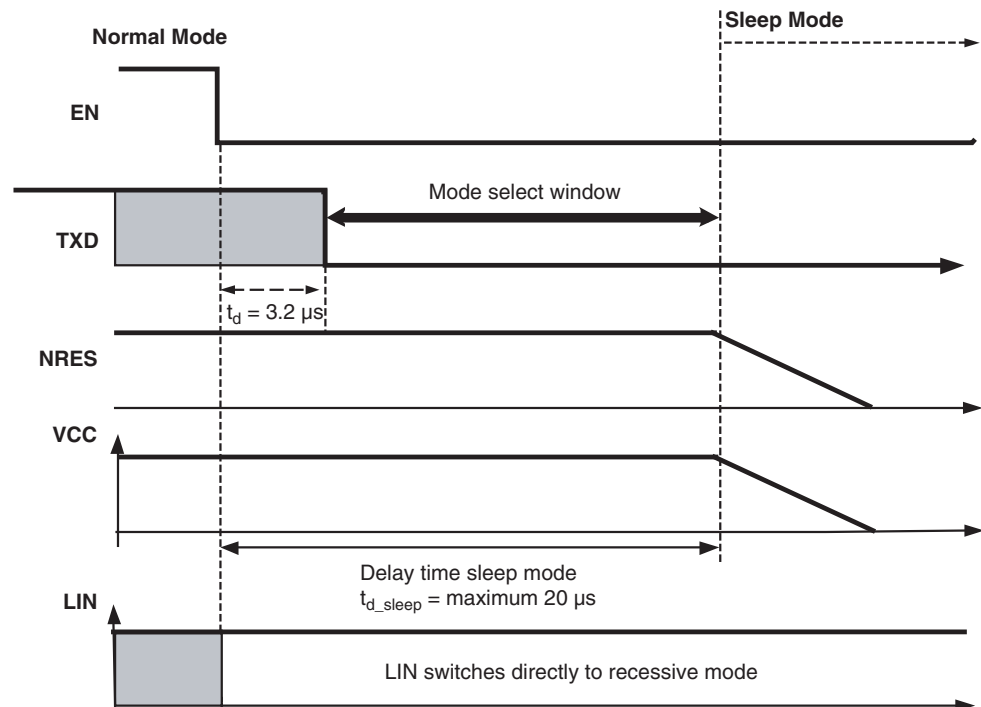 Sleep Mode
Normal Mode
EN
Mode select window
TXD
t_d = 3.2 μs
NRES
VCC
Delay time sleep mode
t_d_sleep = maximum 20 μs
LIN
LIN switches directly to recessive mode